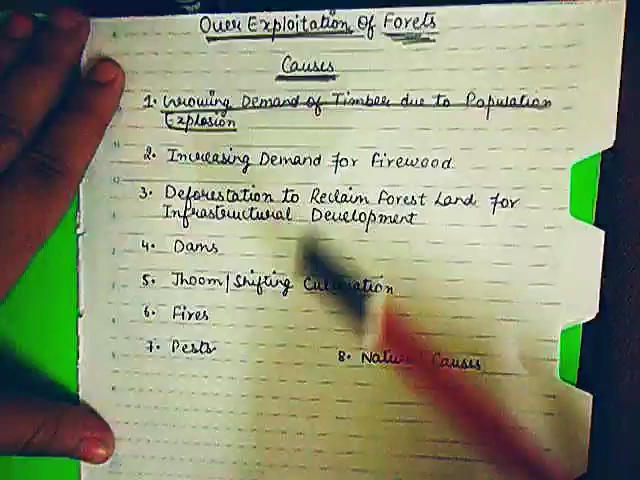 Over Exploitation Of Forets
Causes
1. Growing Demand of Timber due to Population
Explosion
2. Increasing Demand for firewood
3. Deforestation to Reclaim Forest Land for
Infrastructural Development
4. Dams
5. Jhoom/Shifting Cultivation
6. Fires
7. Pests
8. Natural Causes